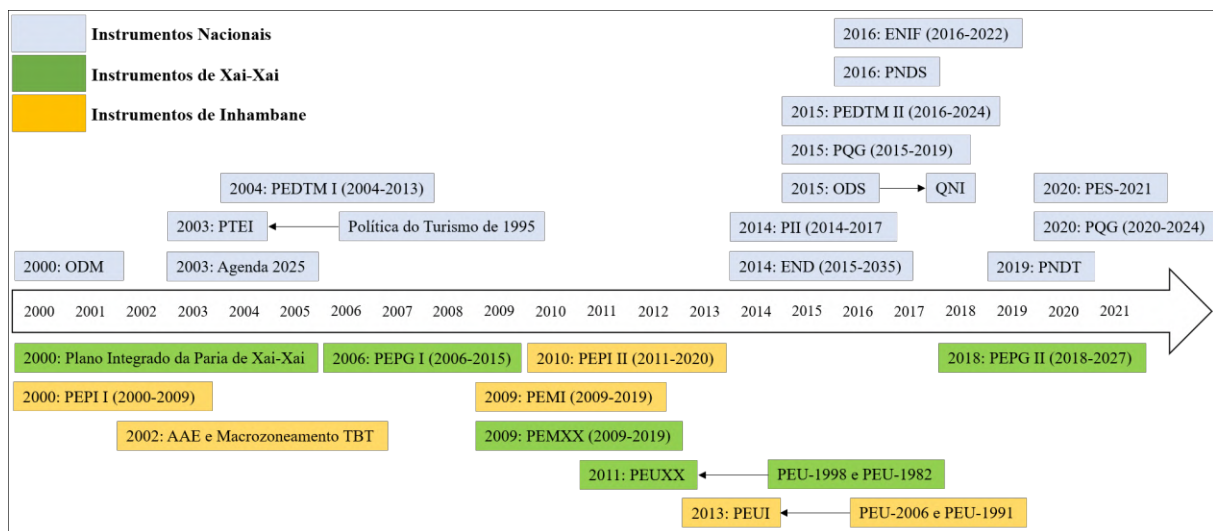 Instrumentos Nacionais
Instrumentos de Xai-Xai
Instrumentos de Inhambane
2016: ENIF (2016-2022)
2016: PNDS
2015: PEDTM II (2016-2024)
2015: PQG (2015-2019)
2004: PEDTM I (2004-2013)
2015: ODS
QNI
2020: PES-2021
2003: PTEI
Política do Turismo de 1995
2014: PII (2014-2017
2020: PQG (2020-2024)
2000: ODM
2003: Agenda 2025
2014: END (2015-2035)
2019: PNDT
2000 2001 2002 2003 2004 2005 2006 2007 2008 2009 2010 2011 2012 2013 2014 2015 2016 2017 2018 2019 2020 2021
2000: Plano Integrado da Paria de Xai-Xai
2006: PEPG I (2006-2015)
2010: PEPI II (2011-2020)
2018: PEPG II (2018-2027)
2000: PEPI I (2000-2009)
2009: PEMI (2009-2019)
2002: AAE e Macrozoneamento TBT
2009: PEMXX (2009-2019)
2011: PEUXX
PEU-1998 e PEU-1982
2013: PEUI
PEU-2006 e PEU-1991